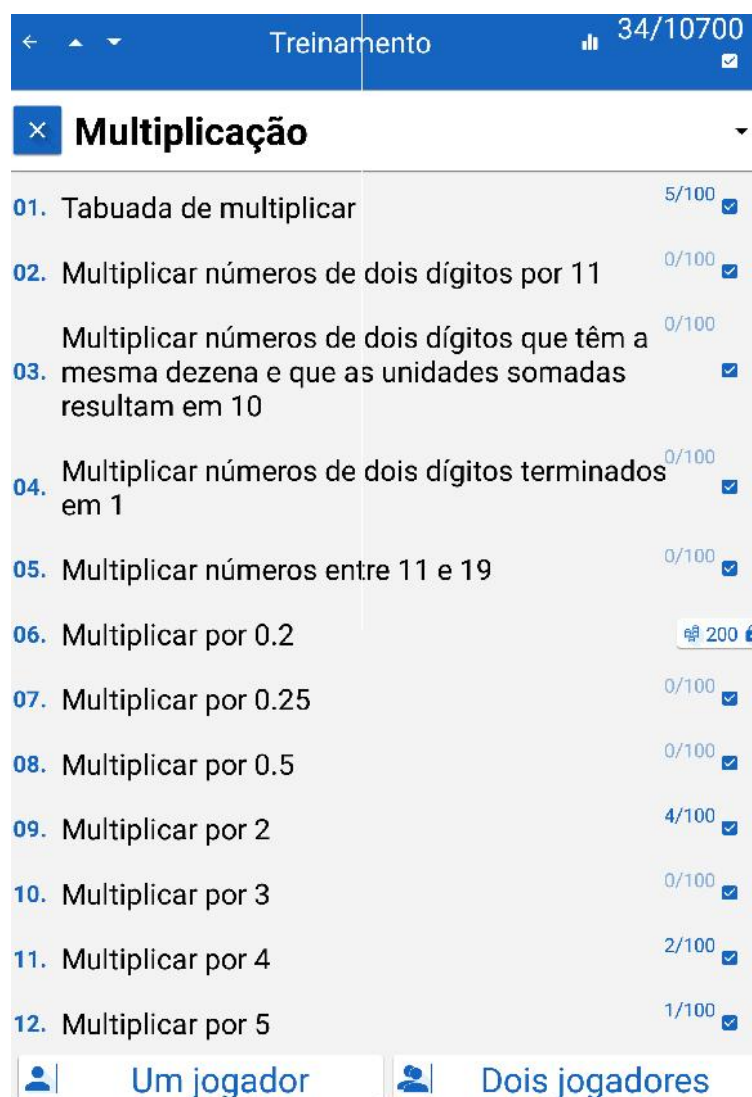 Treinamento
34/10700
Multiplicação
01. Tabuada de multiplicar 5/100
02. Multiplicar números de dois dígitos por 11 0/100
Multiplicar números de dois dígitos que têm a 0/100
03. mesma dezena e que as unidades somadas
resultam em 10
Multiplicar números de dois dígitos terminados 0/100
04. em 1
05. Multiplicar números entre 11 e 19 0/100
06. Multiplicar por 0.2 200
07. Multiplicar por 0.25 0/100
08. Multiplicar por 0.5 0/100
09. Multiplicar por 2 4/100
10. Multiplicar por 3 0/100
11. Multiplicar por 4 2/100
12. Multiplicar por 5 1/100
Um jogador Dois jogadores